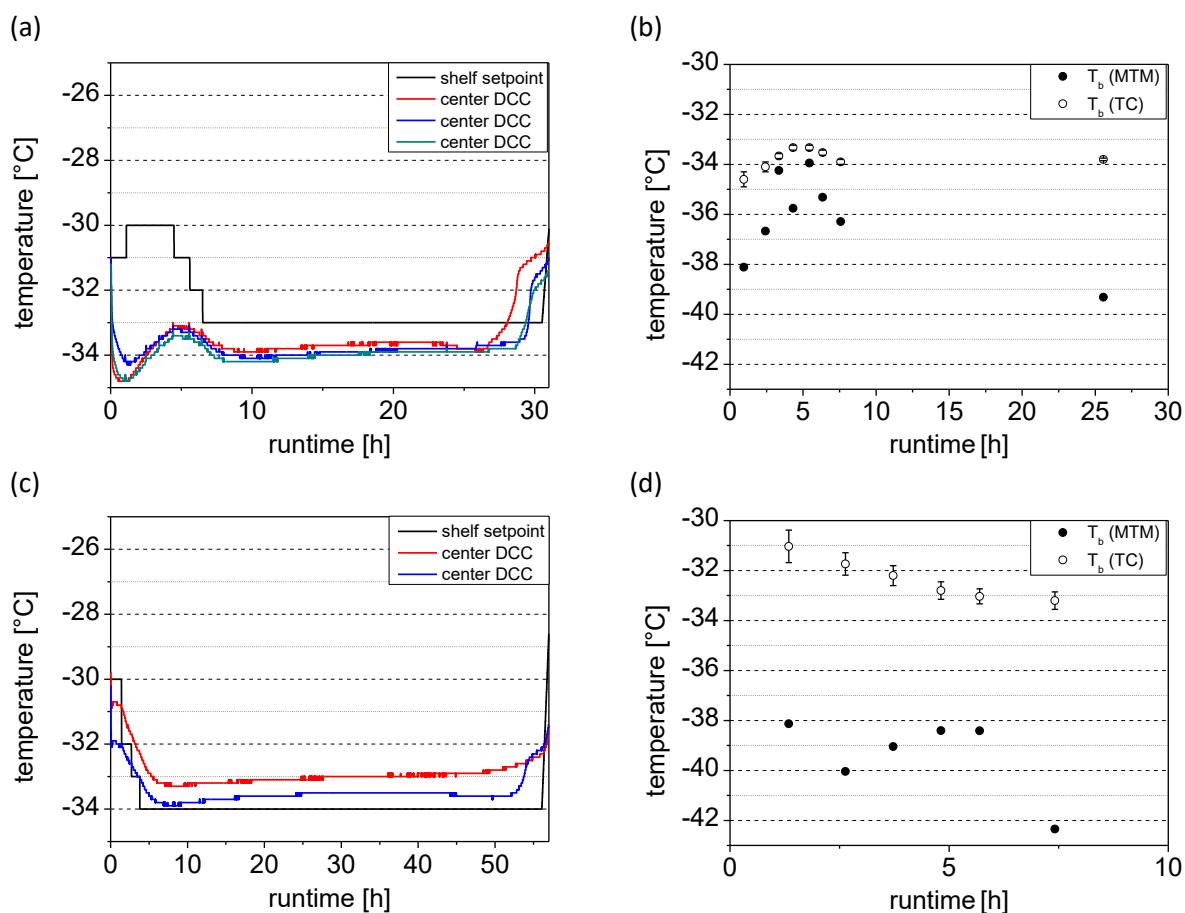 (a)
temperature [°C]
-26
-28
-30
-32
-34
0
10
20
30
runtime [h]
shelf setpoint
center DCC
center DCC
center DCC
(b)
temperature [°C]
-30
-32
-34
-36
-38
-40
-42
0
5
10
15
20
25
30
runtime [h]
T_b (MTM)
T_b (TC)
(c)
temperature [°C]
-26
-28
-30
-32
-34
0
10
20
30
40
50
runtime [h]
shelf setpoint
center DCC
center DCC
(d)
temperature [°C]
-30
-32
-34
-36
-38
-40
-42
0
5
10
runtime [h]
T_b (MTM)
T_b (TC)